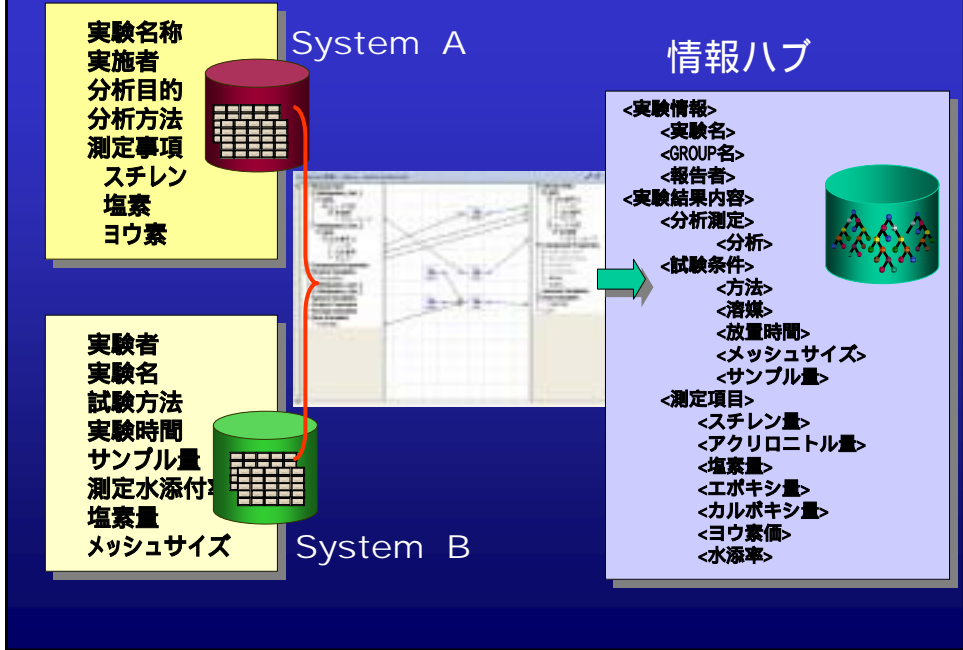 実験名称
実施者
分析目的
分析方法
測定事項
スチレン
塩素
ヨウ素
System A
実験者
実験名
試験方法
実験時間
サンプル量
測定水添付
塩素量
メッシュサイズ
System B
情報ハブ
<実験情報>
<実験名>
<GROUP名>
<報告者>
<実験結果内容>
<分析測定>
<分析>
<試験条件>
<方法>
<溶媒>
<放置時間>
<メッシュサイズ>
<サンプル量>
<測定項目>
<スチレン量>
<アクリロニトル量>
<塩素量>
<エポキシ量>
<カルボキシ量>
<ヨウ素価>
<水添率>